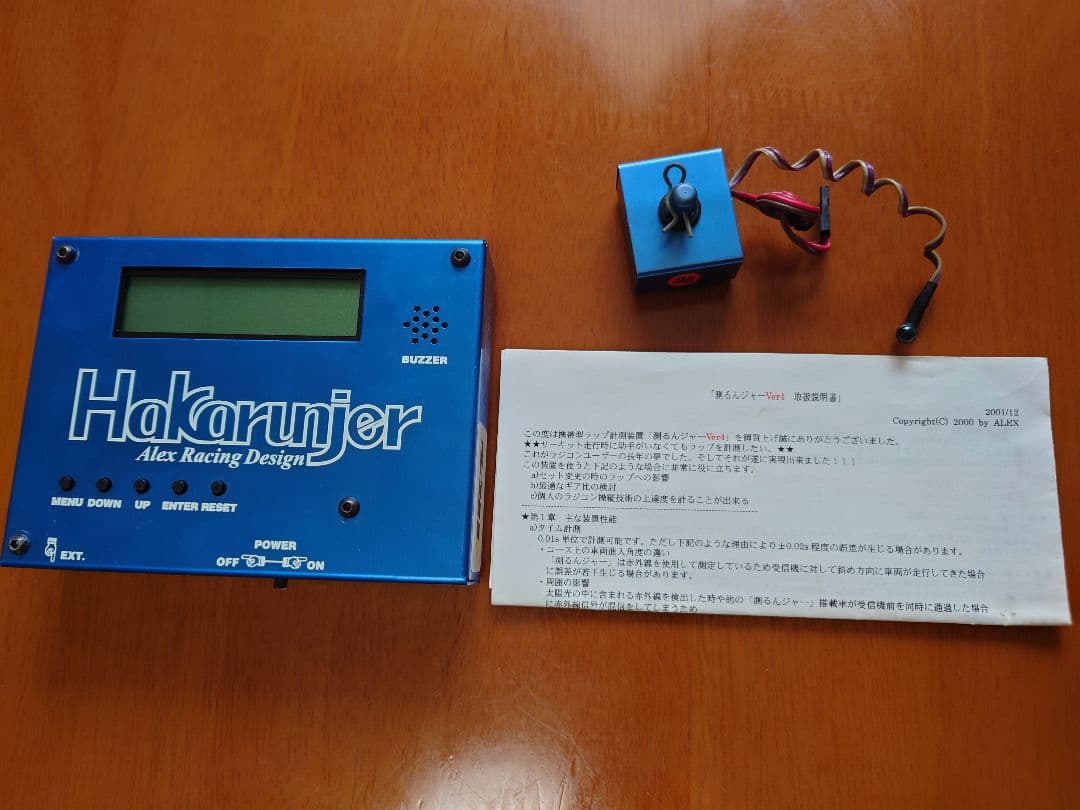 BUZZER
Hakarunjer
Alex Racing Design
MENU DOWN UP ENTER RESET
EXT.
POWER
OFF ON
「測るんジャーVer4 取扱説明書」
2001/12
Copyright(C) 2000 by ALEX
この度は携帯型ラップ計測装置「測るんジャーVer4」を御買上げ誠にありがとうございました。
★★サーキット走行時に助手がいなくてもラップを計測したい。★★
これがラジコンユーザーの長年の夢でした。そしてそれが遂に実現出来ました！！！
この装置を使うと下記のような場合に非常に役に立ちます。
a)セット変更の時のラップへの影響
b)最適なギア比の検討
c)個人のラジコン操縦技術の上達度を計ることが出来る
★第１章 主な装置性能
a)タイム計測
0.01s 単位で計測可能です。ただし下記のような理由により±0.02s 程度の誤差が生じる場合があります。
・コース上の車両進入角度の違い
「測るんジャー」は赤外線を使用して測定しているため受信機に対して斜め方向に車両が走行してきた場合
に誤差が若干生じる場合があります。
・周囲の影響
太陽光の中に含まれる赤外線を検出した時や他の「測るんジャー」搭載車が受信機前を同時に通過した場合
に赤外線信号が混信をしてしまうため